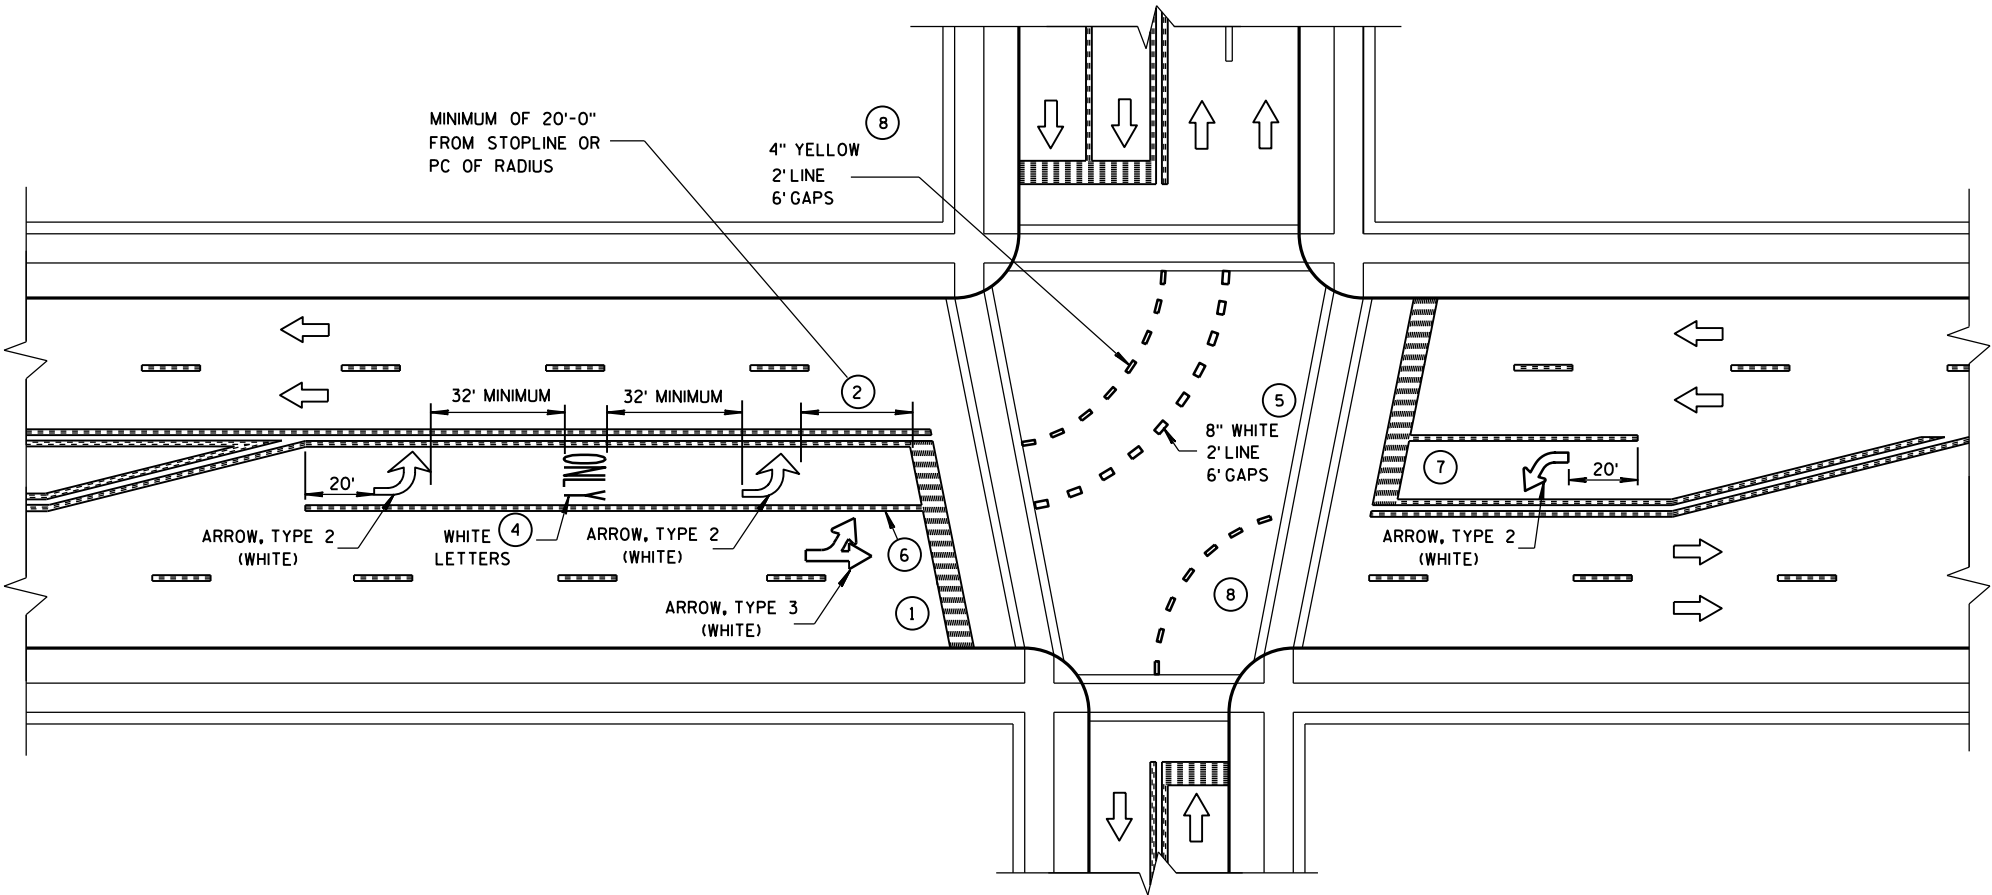 MINIMUM OF 20'-0"
FROM STOPLINE OR
PC OF RADIUS
8
4" YELLOW
2' LINE
6' GAPS
32' MINIMUM
32' MINIMUM
2
5
8" WHITE
2' LINE
6' GAPS
20'
ONLY
7
20'
ARROW, TYPE 2
(WHITE)
WHITE
LETTERS
4
ARROW, TYPE 2
(WHITE)
6
ARROW, TYPE 2
(WHITE)
ARROW, TYPE 3
(WHITE)
1
8